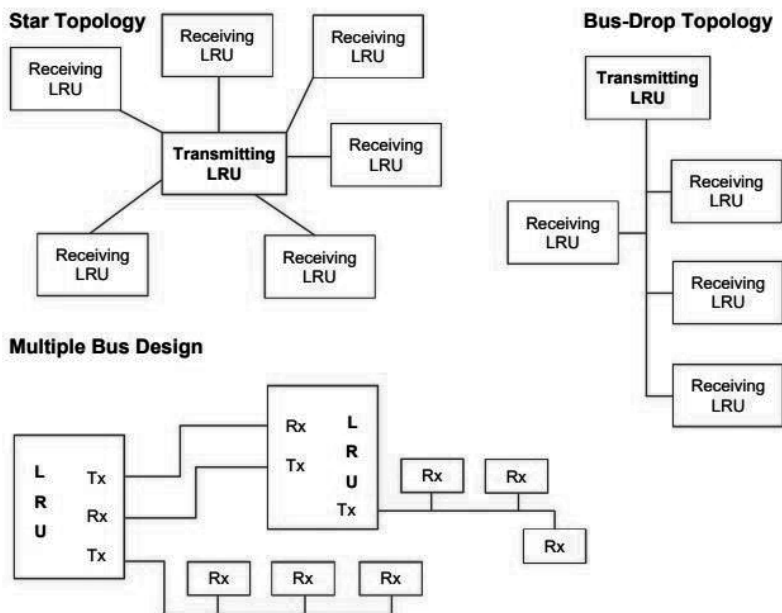 Star Topology
Receiving
LRU
Receiving
LRU
Receiving
LRU
Transmitting
LRU
Receiving
LRU
Receiving
LRU
Receiving
LRU
Bus-Drop Topology
Transmitting
LRU
Receiving
LRU
Receiving
LRU
Receiving
LRU
Receiving
LRU
Multiple Bus Design
L
R
U
Tx
Rx
Tx
Rx
Tx
L
R
U
Tx
Rx
Rx
Rx
Rx
Rx
Rx